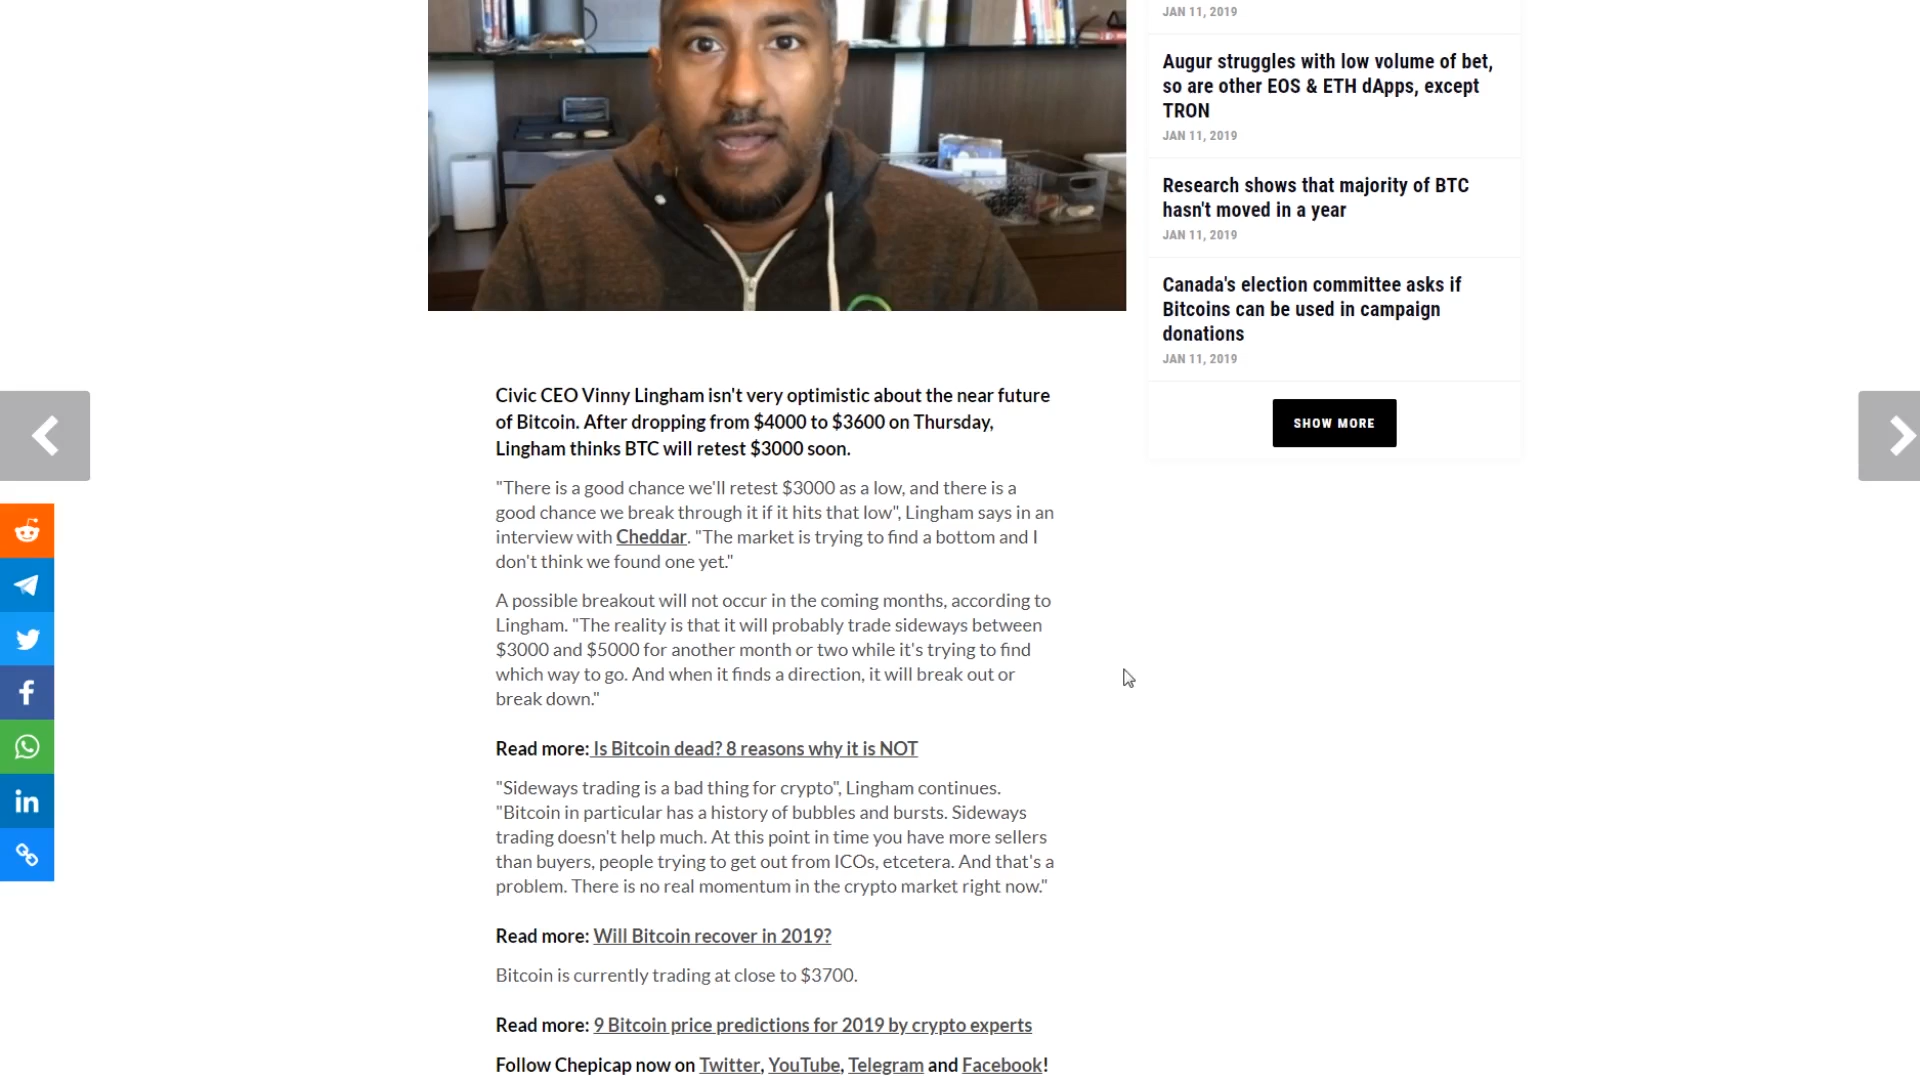 Civic CEO Vinny Lingham isn't very optimistic about the near future
of Bitcoin. After dropping from $4000 to $3600 on Thursday,
Lingham thinks BTC will retest $3000 soon.
"There is a good chance we'll retest $3000 as a low, and there is a
good chance we break through it if it hits that low", Lingham says in an
interview with Cheddar. "The market is trying to find a bottom and I
don't think we found one yet."
A possible breakout will not occur in the coming months, according to
Lingham. "The reality is that it will probably trade sideways between
$3000 and $5000 for another month or two while it's trying to find
which way to go. And when it finds a direction, it will break out or
break down."
Read more: Is Bitcoin dead? 8 reasons why it is NOT
"Sideways trading is a bad thing for crypto", Lingham continues.
"Bitcoin in particular has a history of bubbles and bursts. Sideways
trading doesn't help much. At this point in time you have more sellers
than buyers, people trying to get out from ICOs, etcetera. And that's a
problem. There is no real momentum in the crypto market right now."
Read more: Will Bitcoin recover in 2019?
Bitcoin is currently trading at close to $3700.
Read more: 9 Bitcoin price predictions for 2019 by crypto experts
Follow Chepicap now on Twitter, YouTube, Telegram and Facebook!
JAN 11, 2019
Augur struggles with low volume of bet,
so are other EOS & ETH dApps, except
TRON
JAN 11, 2019
Research shows that majority of BTC
hasn't moved in a year
JAN 11, 2019
Canada's election committee asks if
Bitcoins can be used in campaign
donations
JAN 11, 2019
SHOW MORE